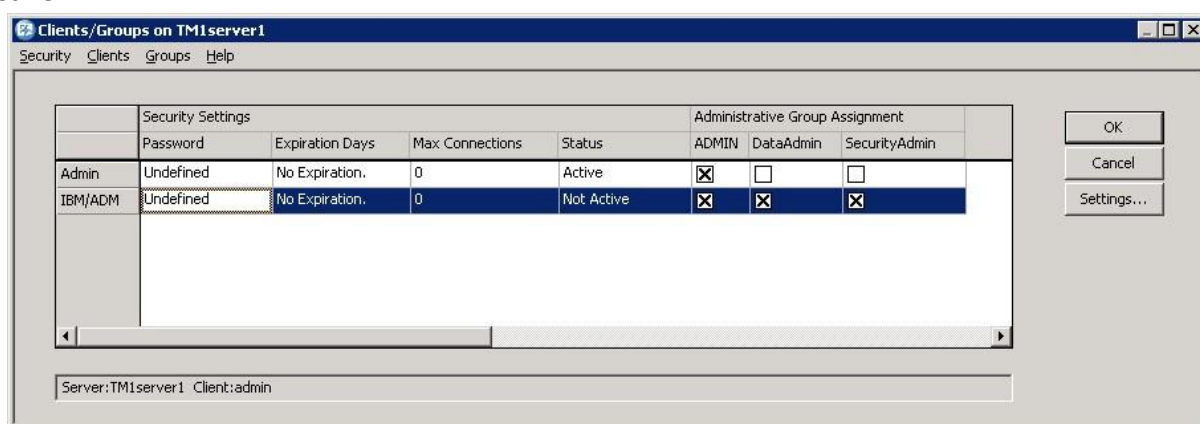 Clients/Groups on TM1server1
Security Clients Groups Help
Security Settings Administrative Group Assignment
Password Expiration Days Max Connections Status ADMIN DataAdmin SecurityAdmin
OK
Admin Undefined No Expiration. 0 Active
Cancel
IBM/ADM Undefined No Expiration. 0 Not Active
Settings...
Server:TM1server1 Client:admin